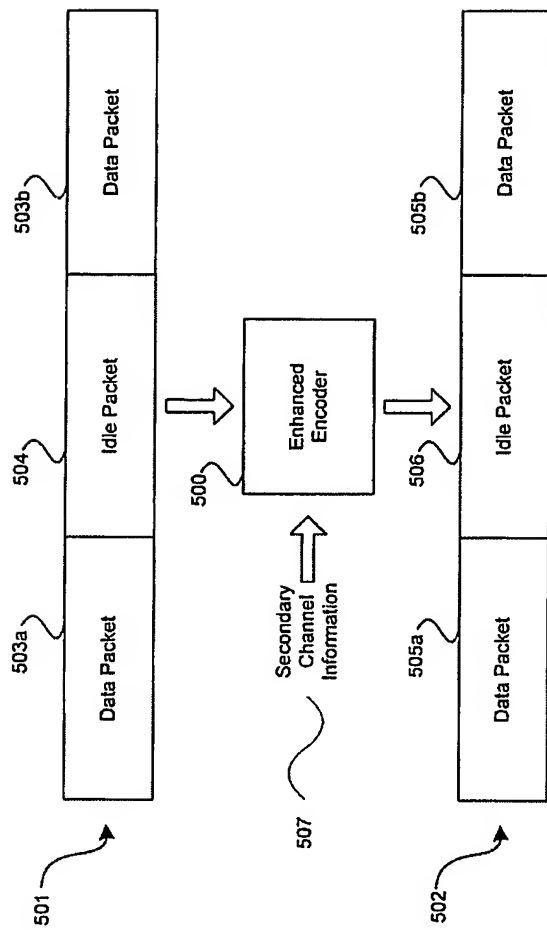 501
503a
504
503b
Data Packet
Idle Packet
Data Packet
507
Secondary
Channel
Information
500
Enhanced
Encoder
502
505a
506
505b
Data Packet
Idle Packet
Data Packet